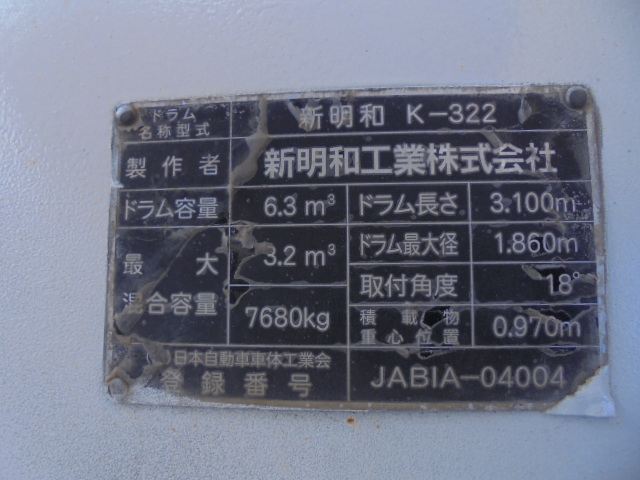 ドラム
名称型式
新明和 K-322
製作者
新明和工業株式会社
ドラム容量
6.3 m³
ドラム長さ
3.100m
最大
混合容量
3.2 m³
7680kg
ドラム最大径
1.860m
取付角度
18°
積載物
重心位置
0.970m
日本自動車車体工業会
登録番号
JABIA-04004